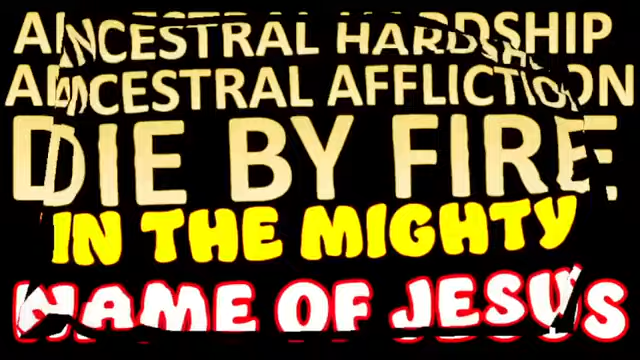 ANCESTRAL HARDSHIP
ANCESTRAL AFFLICTION
DIE BY FIRE
IN THE MIGHTY
NAME OF JESUS